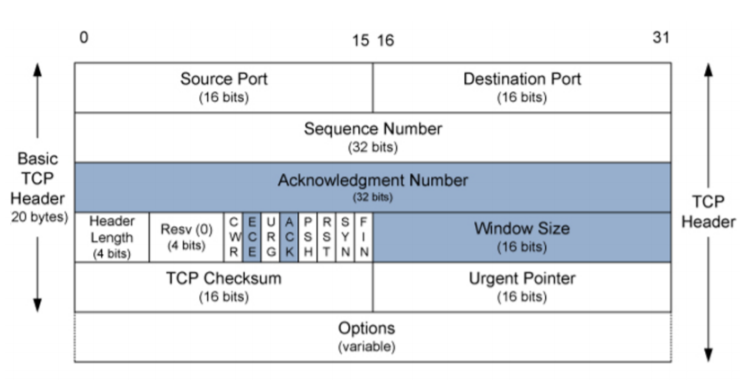 0 15 16 31
Source Port Destination Port
(16 bits) (16 bits)
Sequence Number
(32 bits)
Basic
TCP
Header
20 bytes)
Acknowledgment Number
(32 bits)
TCP
Header
Header
Length
(4 bits)
Resv (0)
(4 bits)
CWR
ECE
URG
ACK
PSH
RST
SYN
FIN
Window Size
(16 bits)
TCP Checksum Urgent Pointer
(16 bits) (16 bits)
Options
(variable)